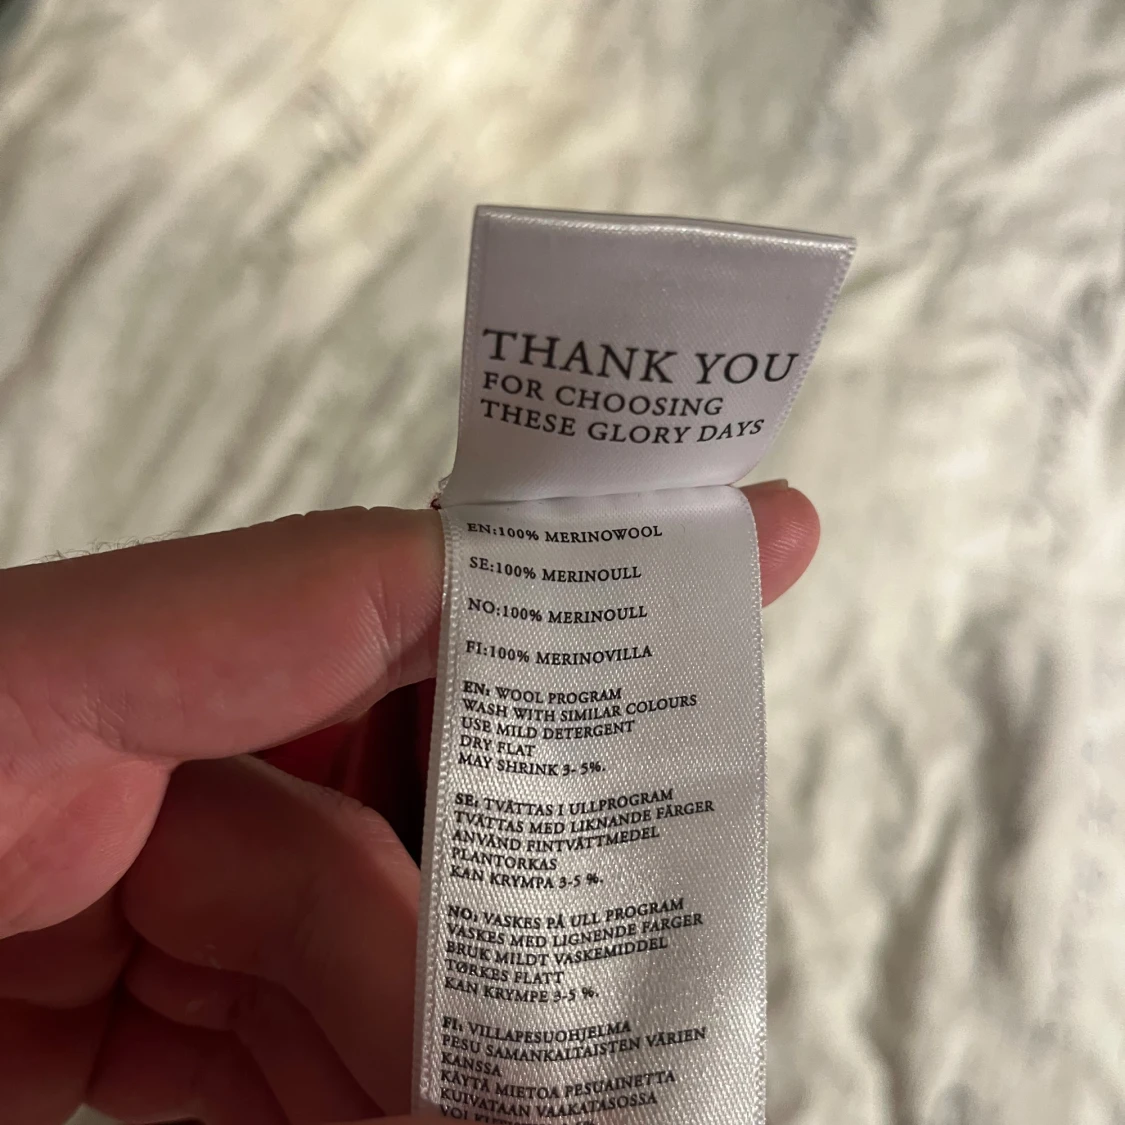 THANK YOU
FOR CHOOSING
THESE GLORY DAYS
EN:100% MERINOWOOL
SE:100% MERINOULL
NO:100% MERINOULL
FI:100% MERINOVILLA
EN: WOOL PROGRAM
WASH WITH SIMILAR COLOURS
USE MILD DETERGENT
DRY FLAT
MAY SHRINK 3- 5%.
SE: TVÄTTAS I ULLPROGRAM
TVÄTTAS MED LIKNANDE FÄRGER
ANVÄND FINTVÄTTMEDEL
PLANTORKAS
KAN KRYMPA 3-5 %.
NO: VASKES PÅ ULL PROGRAM
VASKES MED LIGNENDE FARGER
BRUK MILDT VASKEMIDDEL
TØRKES FLATT
KAN KRYMPE 3-5 %.
FI: VILLAPESUOHJELMA
PESU SAMANKALTAISTEN VÄRIEN
KANSSA
KÄYTÄ MIETOA PESUAINETTA
KUIVATAAN VAAKATASOSSA
VOI